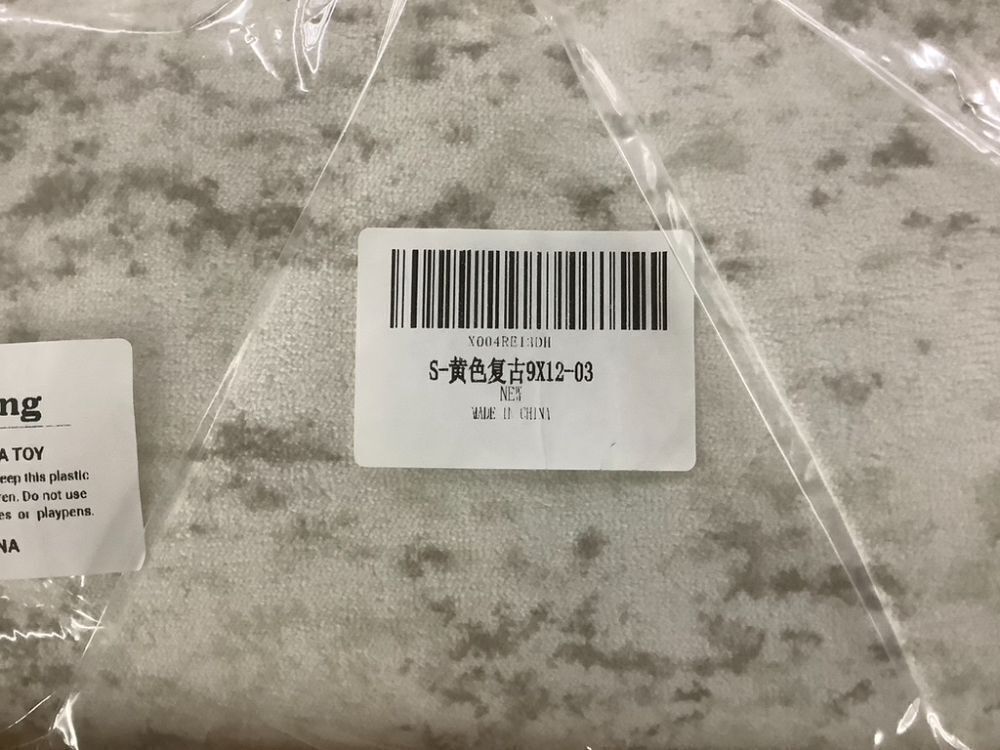 X004RE13DH
S-黄色复古9X12-03
NEW
MADE IN CHINA
ng
A TOY
eep this plastic
en. Do not use
es or playpens.
NA